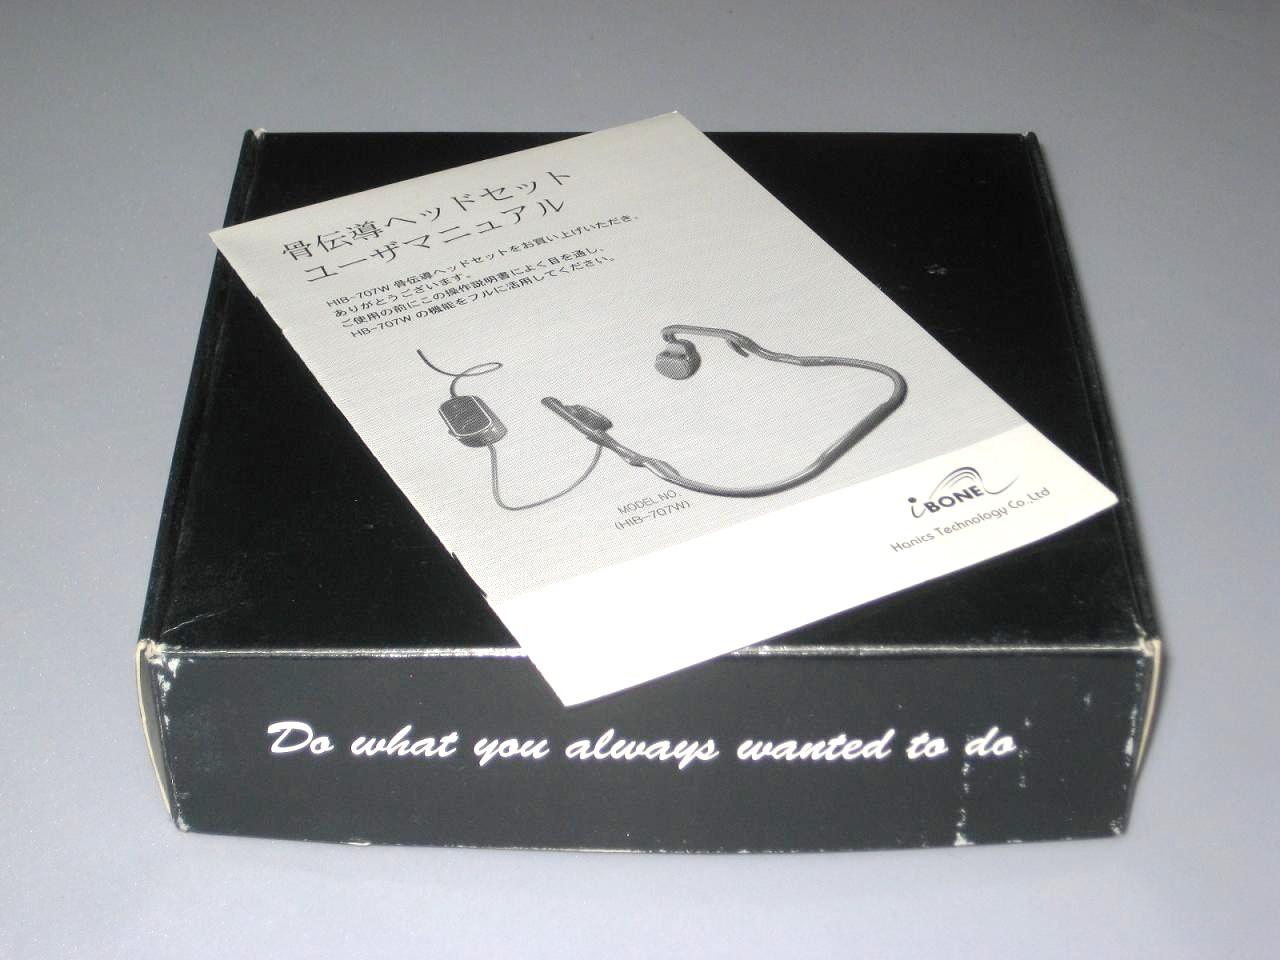 骨伝導ヘッドセット
ユーザマニュアル
HIB-707W 骨伝導ヘッドセットをお買い上げいただき、
ありがとうございます。
ご使用の前にこの操作説明書によく目を通し、
HIB-707W の機能をフルに活用してください。
MODEL NO.
(HIB-707W)
iBONE
Hanics Technology Co.,Ltd
Do what you always wanted to do